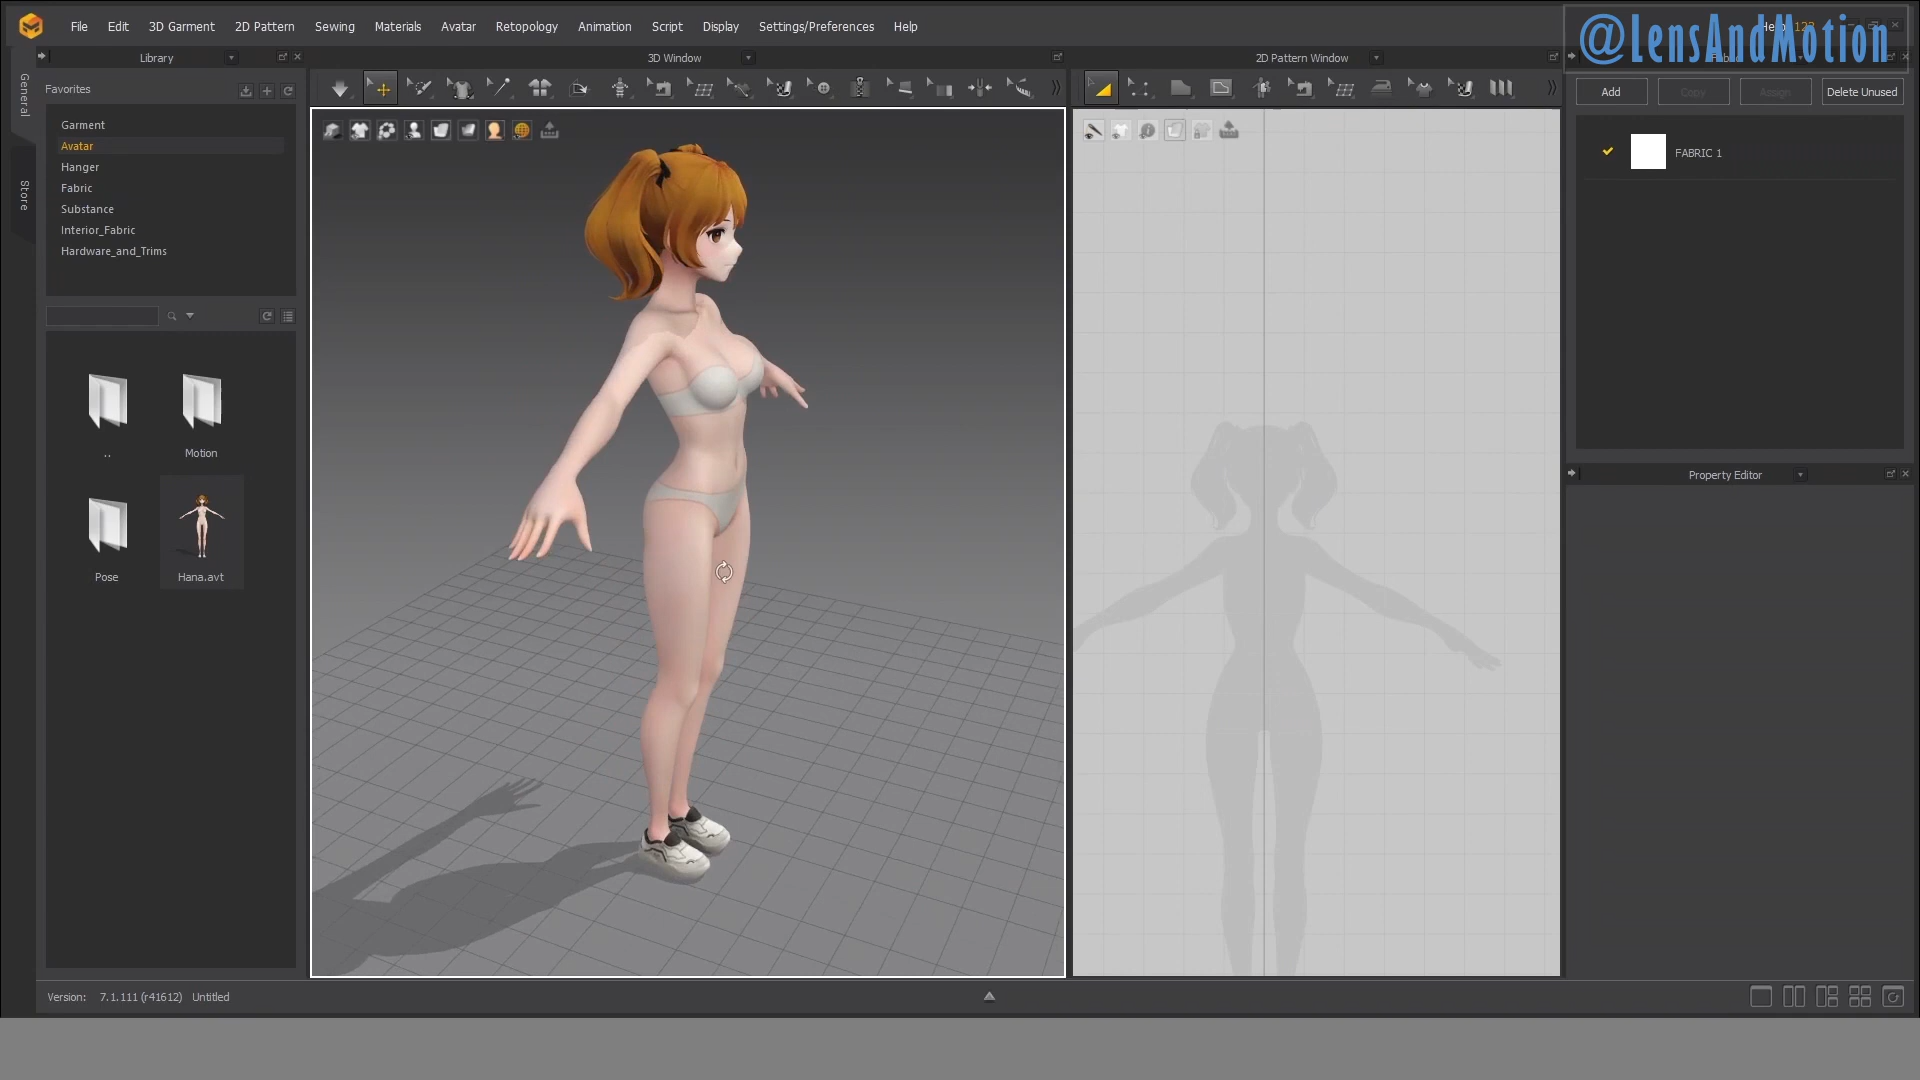 File Edit 3D Garment 2D Pattern Sewing Materials Avatar Retopology Animation Script Display Settings/Preferences Help
@LensAndMotion
Library
3D Window
2D Pattern Window
General
Store
Favorites
Garment
Avatar
Hanger
Fabric
Substance
Interior_Fabric
Hardware_and_Trims
..
Motion
Pose
Hana.avt
Add Copy Assign Delete Unused
FABRIC 1
Property Editor
Version: 7.1.111 (r41612) Untitled